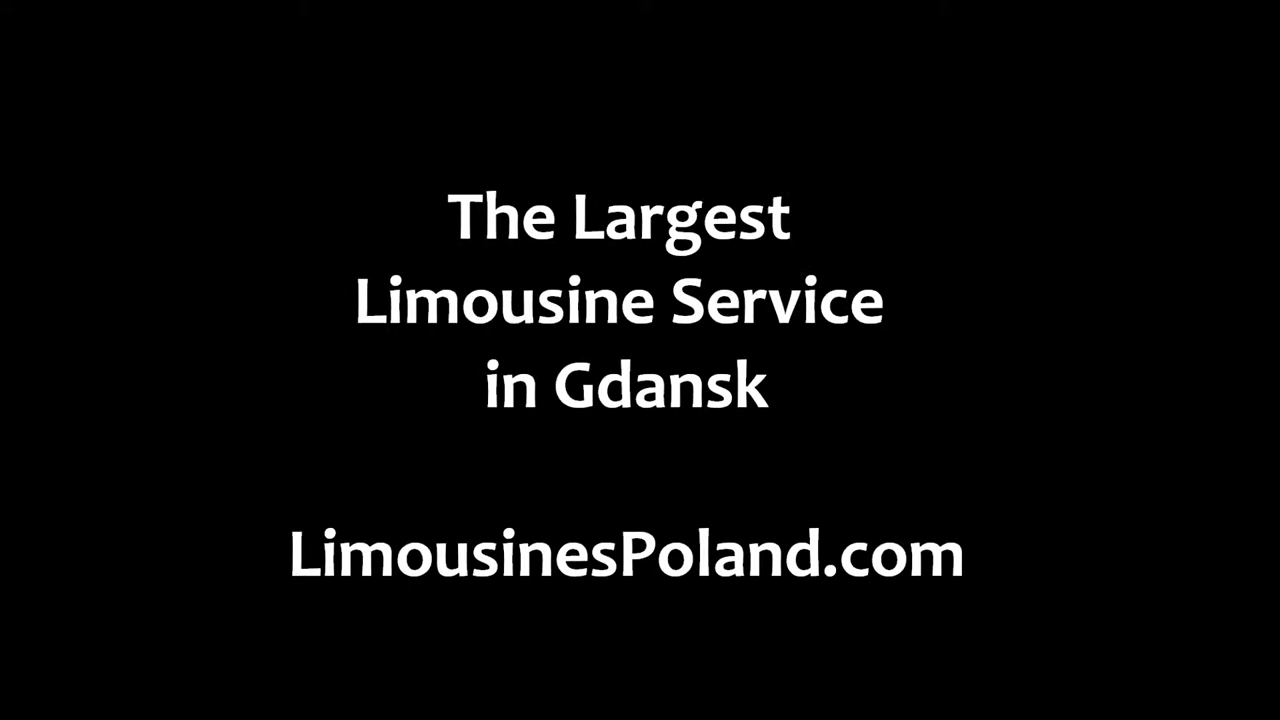 The Largest
Limousine Service
in Gdansk
LimousinesPoland.com